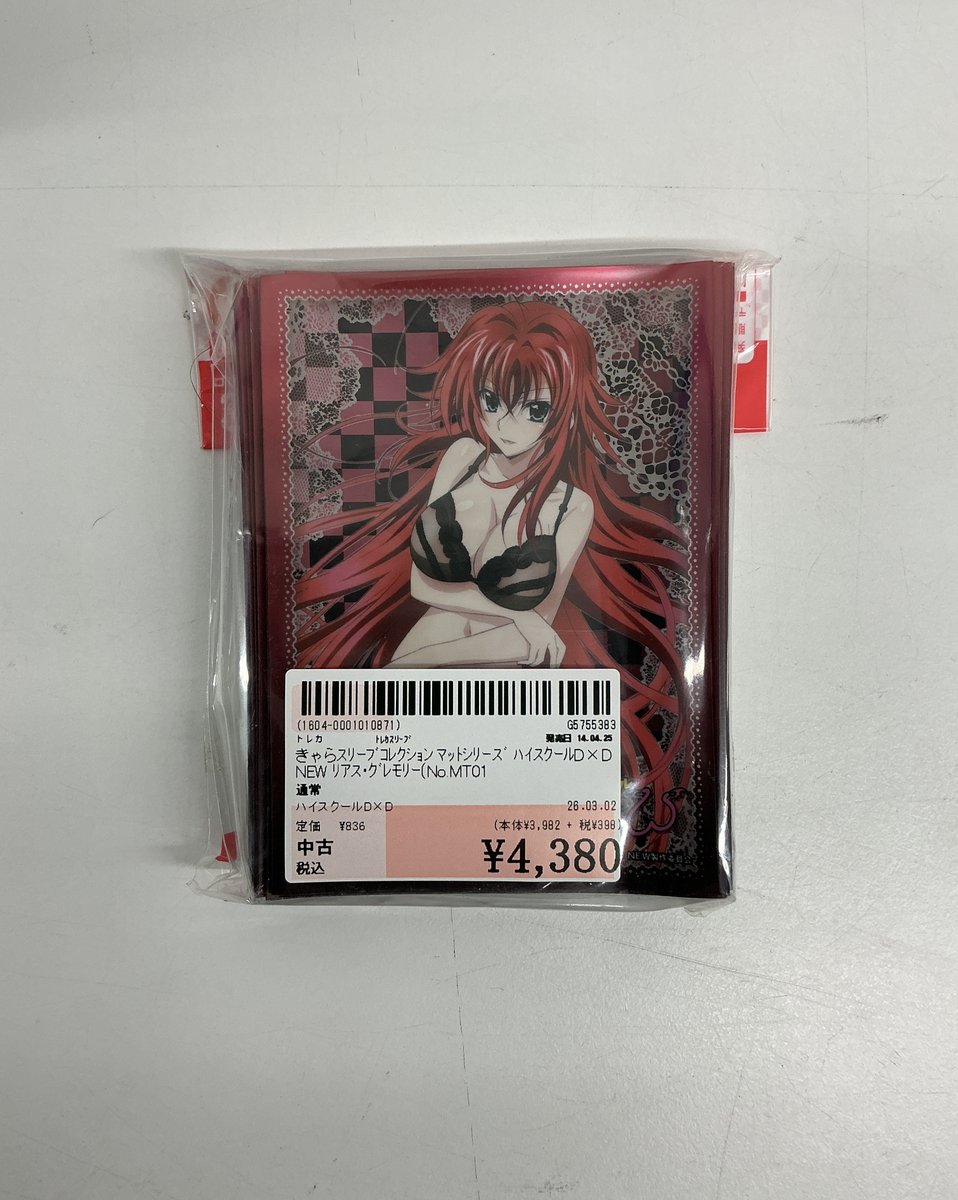 (1604-0001010871) G5755383
トレカ ﾄﾚｶｽﾘｰﾌﾞ 発売日 14.04.25
きゃらスリーブコレクション マットシリーズ ハイスクールD×D
NEW リアス・グレモリー(No.MT01
通常
ハイスクールD×D 26.03.02
定価 ¥836 (本体¥3,982 + 税¥398)
中古 ¥4,380
税込